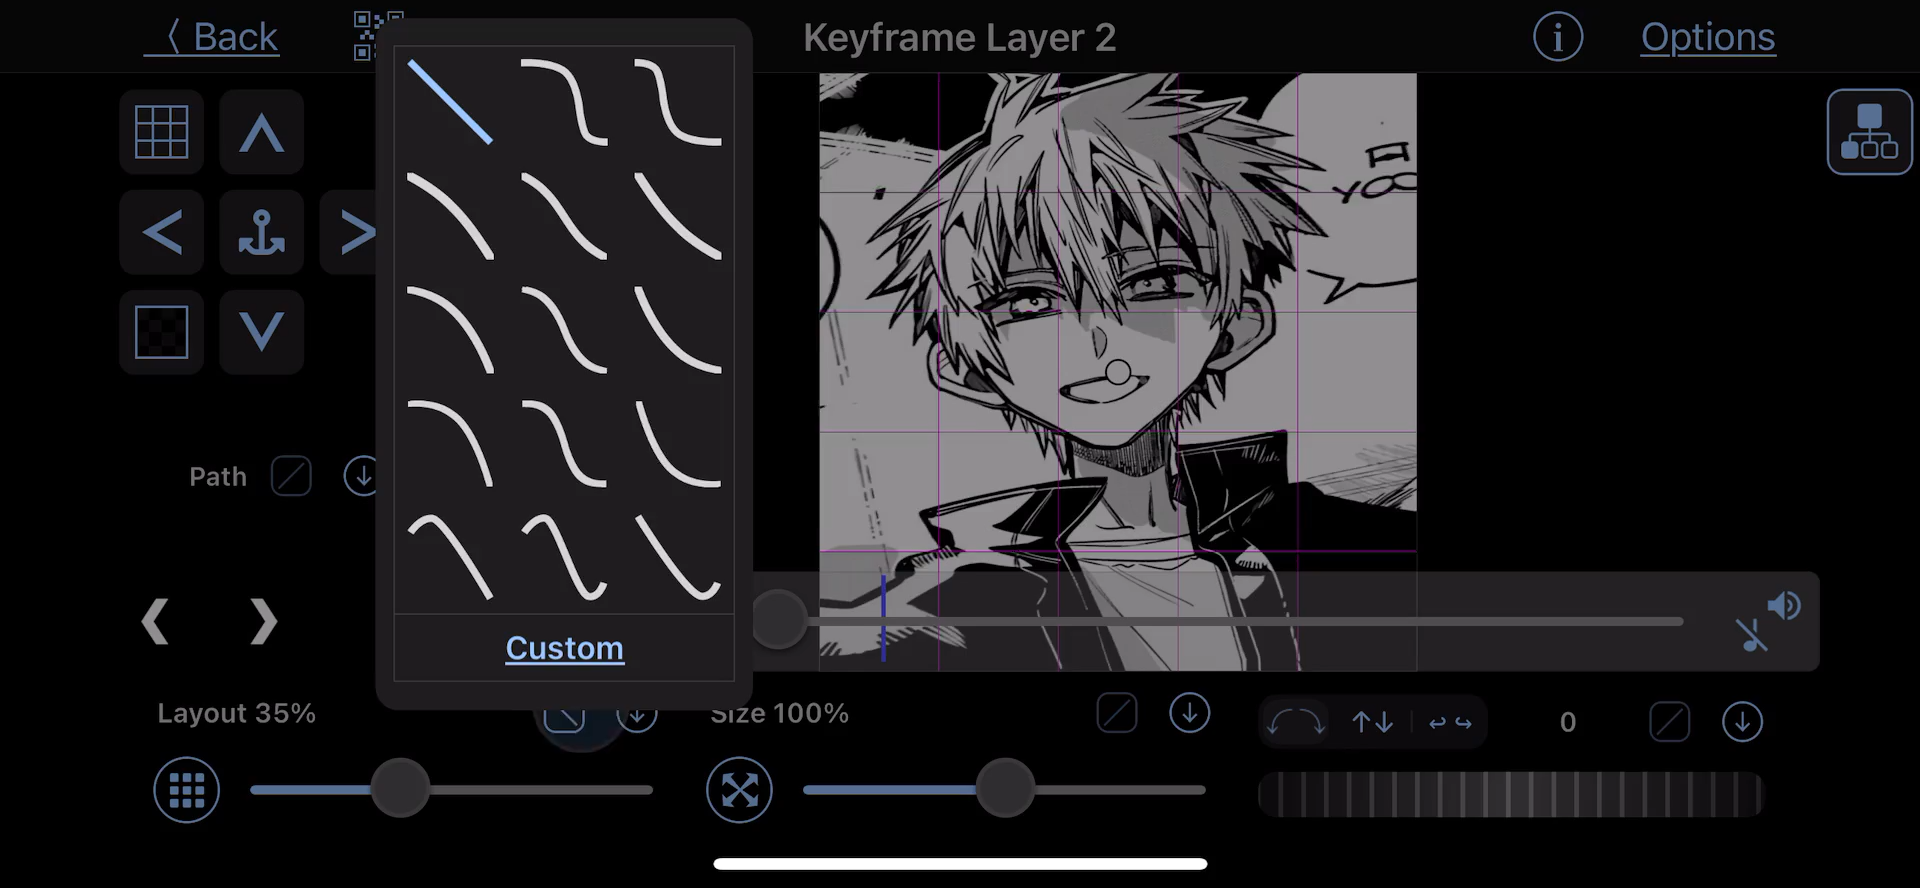 Back
Keyframe Layer 2
Options
Path
Custom
Layout 35%
Size 100%
0